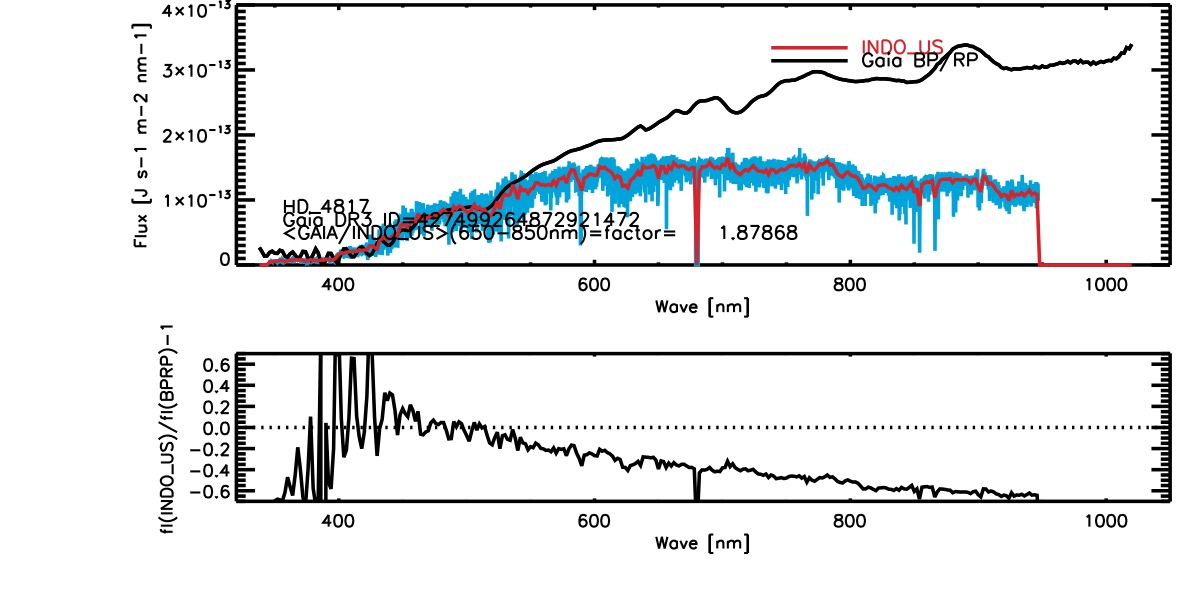 4×10−13
3×10−13
2×10−13
1×10−13
0
Flux [J s−1 m−2 nm−1]
INDO_US
Gaia BP/RP
HD_4817
Gaia DR3 ID=427499264872921472
<GAIA/INDO_US>(650−850nm)=factor= 1.87868
400 600 800 1000
Wave [nm]
fl(INDO_US)/fl(BPRP)−1
0.6
0.4
0.2
0.0
−0.2
−0.4
−0.6
400 600 800 1000
Wave [nm]